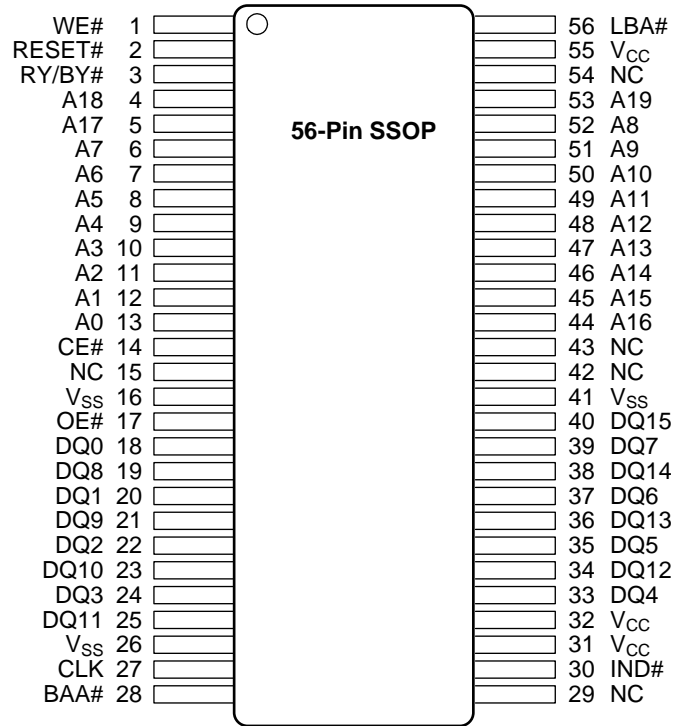 WE# 1 56 LBA#
RESET# 2 55 VCC
RY/BY# 3 54 NC
A18 4 53 A19
A17 5 56-Pin SSOP 52 A8
A7 6 51 A9
A6 7 50 A10
A5 8 49 A11
A4 9 48 A12
A3 10 47 A13
A2 11 46 A14
A1 12 45 A15
A0 13 44 A16
CE# 14 43 NC
NC 15 42 NC
VSS 16 41 VSS
OE# 17 40 DQ15
DQ0 18 39 DQ7
DQ8 19 38 DQ14
DQ1 20 37 DQ6
DQ9 21 36 DQ13
DQ2 22 35 DQ5
DQ10 23 34 DQ12
DQ3 24 33 DQ4
DQ11 25 32 VCC
VSS 26 31 VCC
CLK 27 30 IND#
BAA# 28 29 NC